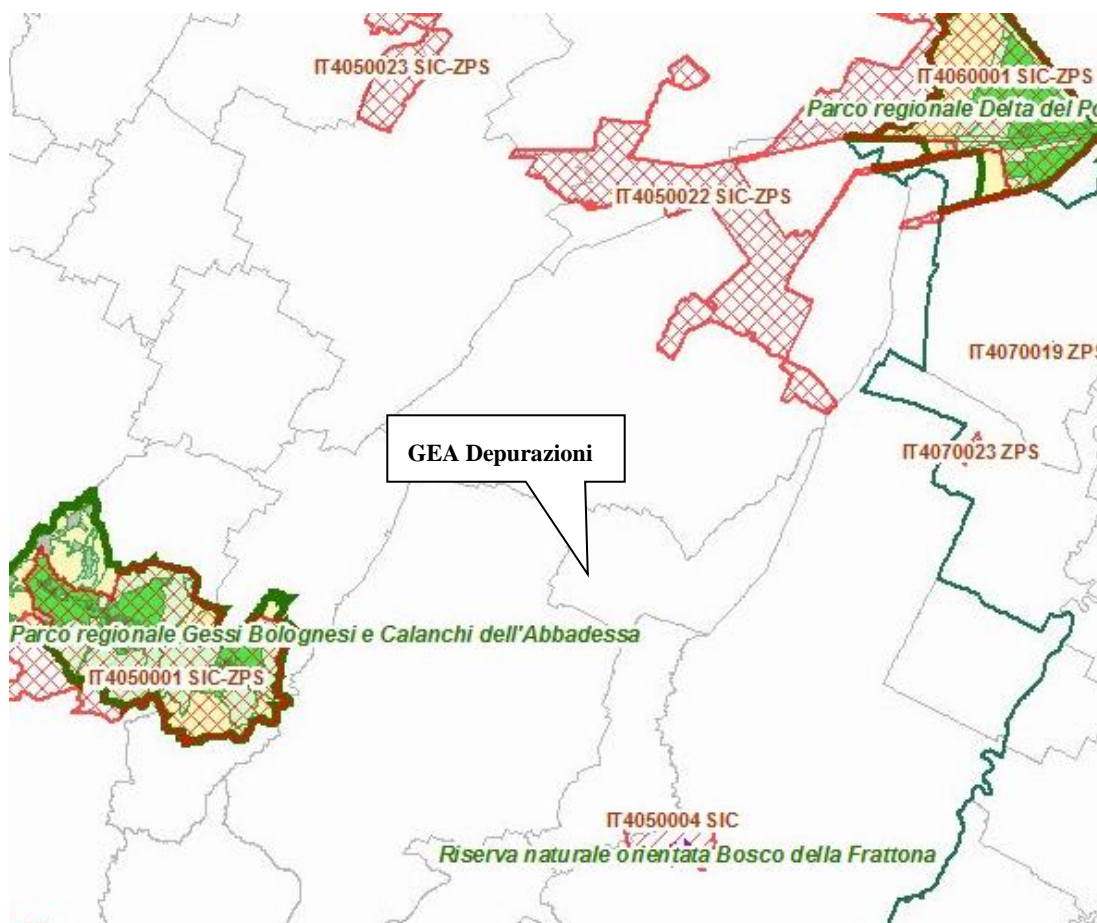 IT4050023 SIC-ZPS
IT4060001 SIC-ZPS
Parco regionale Delta del Po
IT4050022 SIC-ZPS
IT4070019 ZPS
GEA Depurazioni
IT4070023 ZPS
Parco regionale Gessi Bolognesi e Calanchi dell'Abbadessa
IT4050001 SIC-ZPS
IT4050004 SIC
Riserva naturale orientata Bosco della Frattona